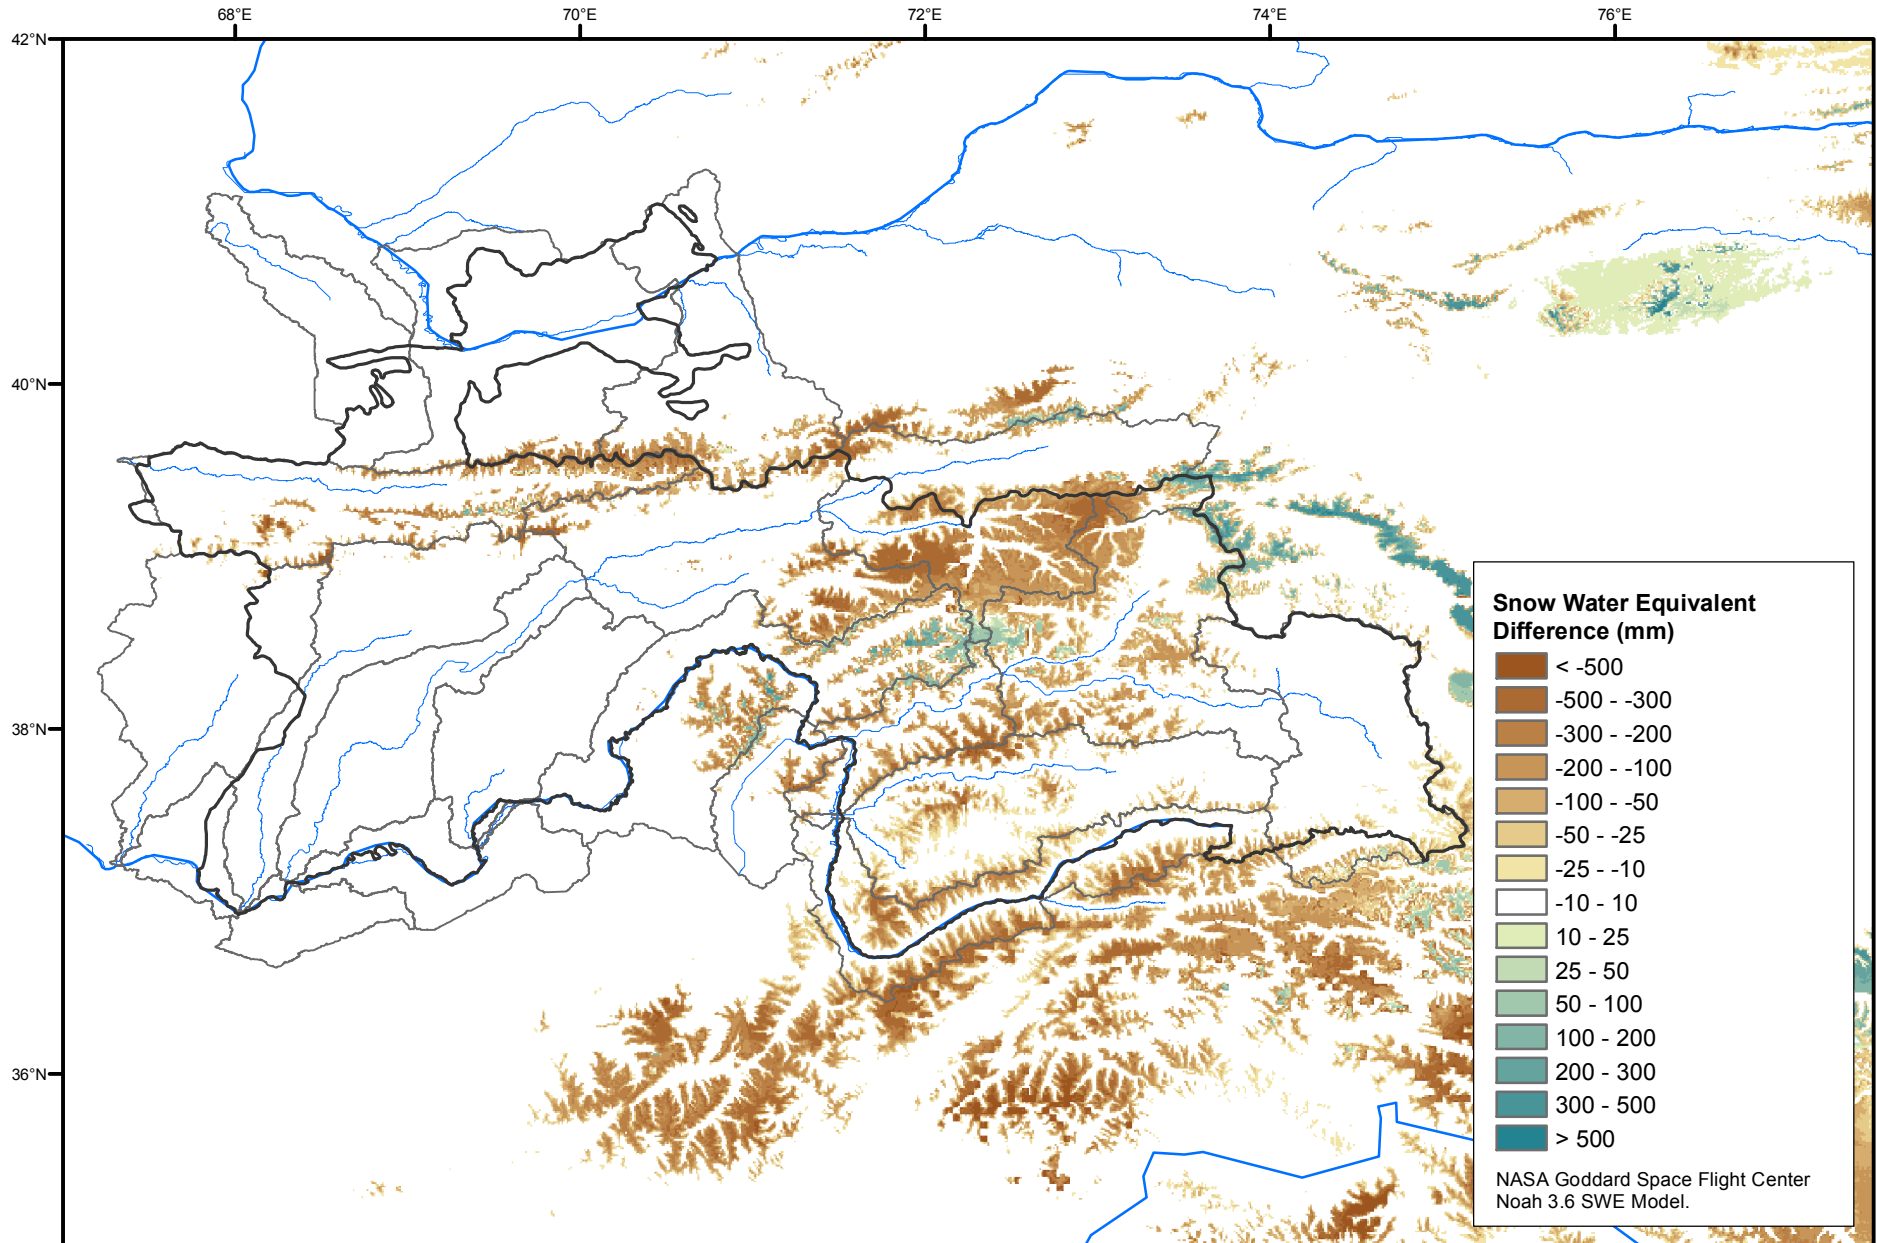 68°E
70°E
72°E
74°E
76°E
42°N
40°N
38°N
36°N
Snow Water Equivalent
Difference (mm)
< -500
-500 - -300
-300 - -200
-200 - -100
-100 - -50
-50 - -25
-25 - -10
-10 - 10
10 - 25
25 - 50
50 - 100
100 - 200
200 - 300
300 - 500
> 500
NASA Goddard Space Flight Center
Noah 3.6 SWE Model.